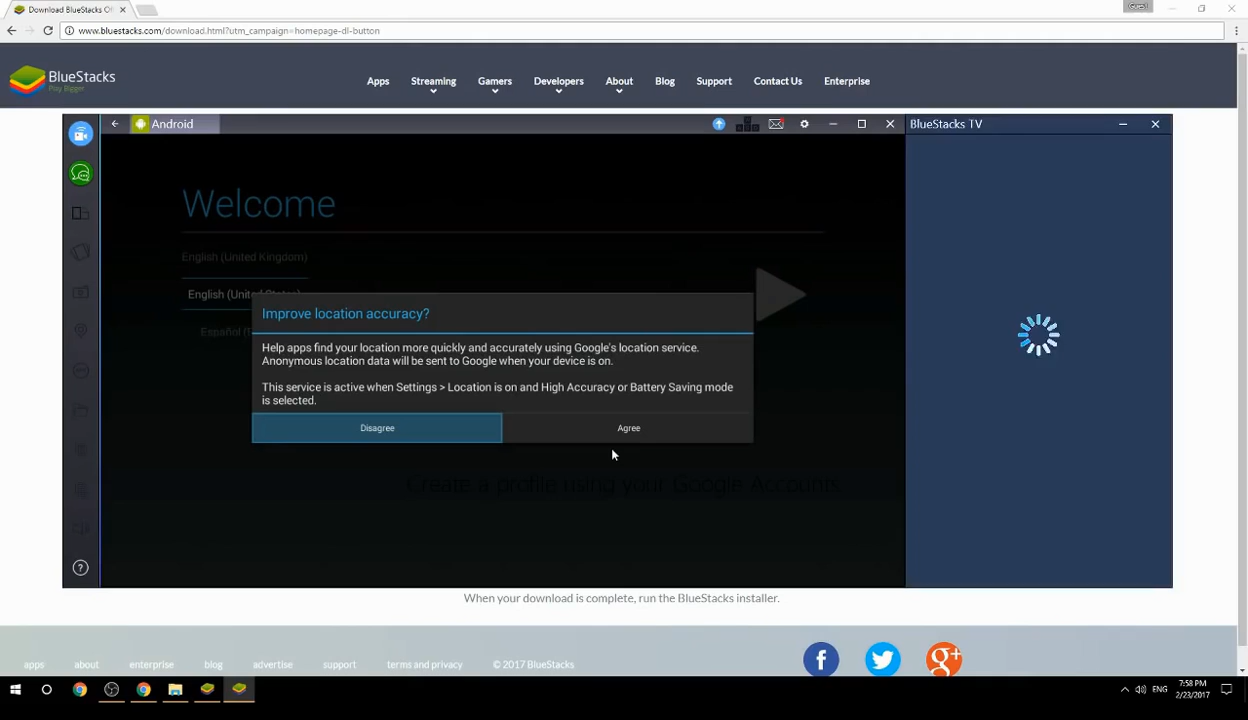 Download BlueStacks Of
Guest
www.bluestacks.com/download.html?utm_campaign=homepage-dl-button
BlueStacks
Play Bigger
Apps
Streaming
Gamers
Developers
About
Blog
Support
Contact Us
Enterprise
Android
BlueStacks TV
Welcome
English (United Kingdom)
English (United States)
Español (
Improve location accuracy?
Help apps find your location more quickly and accurately using Google's location service.
Anonymous location data will be sent to Google when your device is on.
This service is active when Settings > Location is on and High Accuracy or Battery Saving mode
is selected.
Disagree
Agree
Create a profile using your Google Accounts
?
When your download is complete, run the BlueStacks installer.
apps
about
enterprise
blog
advertise
support
terms and privacy
© 2017 BlueStacks
f
g+
ENG
7:58 PM
2/23/2017